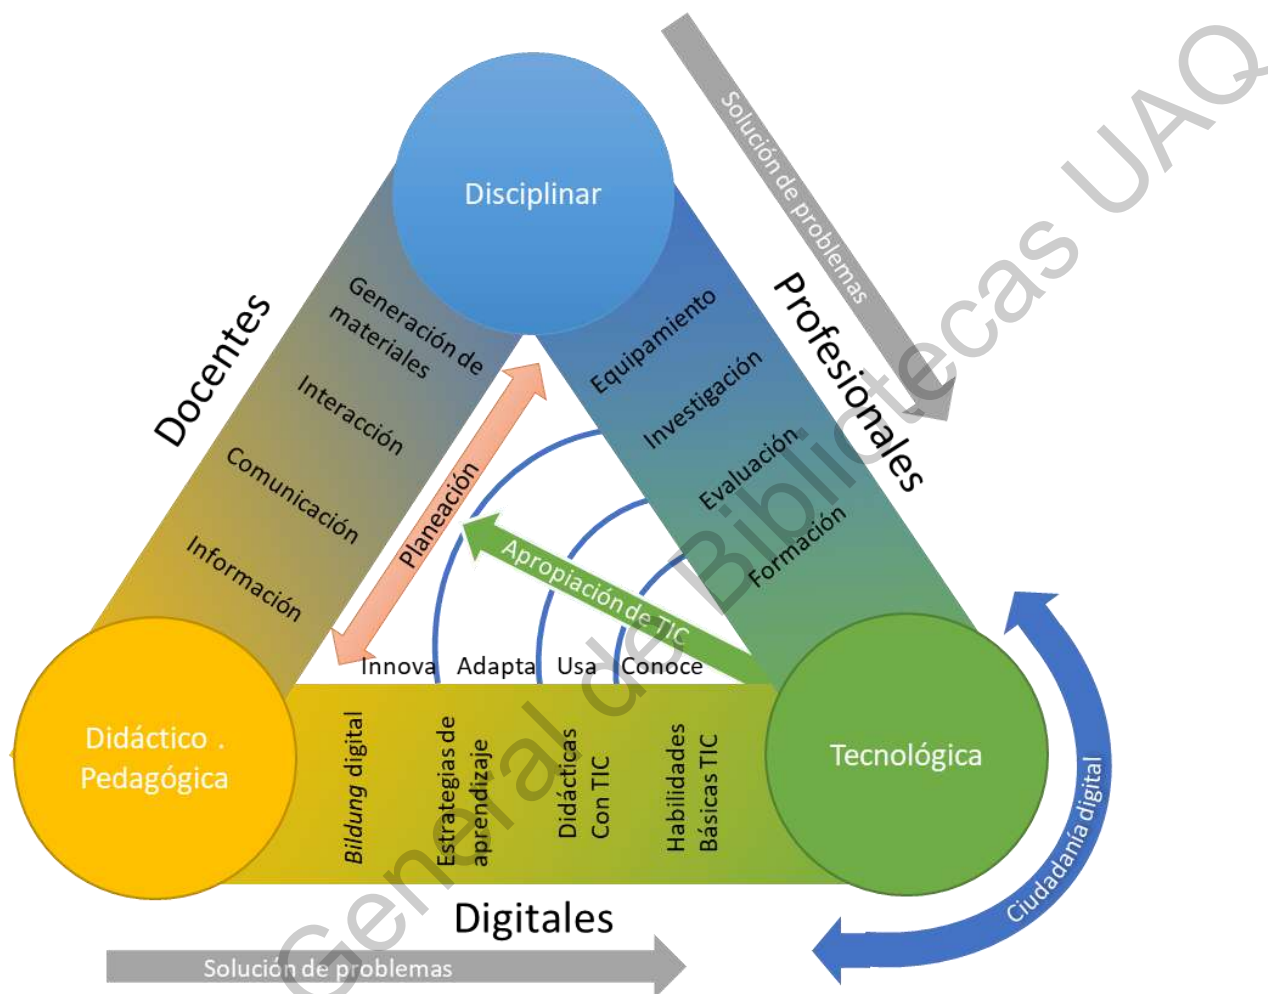 Solución de problemas
Disciplinar
Docentes
Profesionales
Generación de
materiales
Interacción
Comunicación
Información
Equipamiento
Investigación
Evaluación
Formación
Planeación
Apropiación de TIC
Innova
Adapta
Usa
Conoce
Didáctico .
Pedagógica
Tecnológica
Bildung digital
Estrategias de
aprendizaje
Didácticas
Con TIC
Habilidades
Básicas TIC
Ciudadanía digital
Digitales
Solución de problemas
General de Bibliotecas UAQ